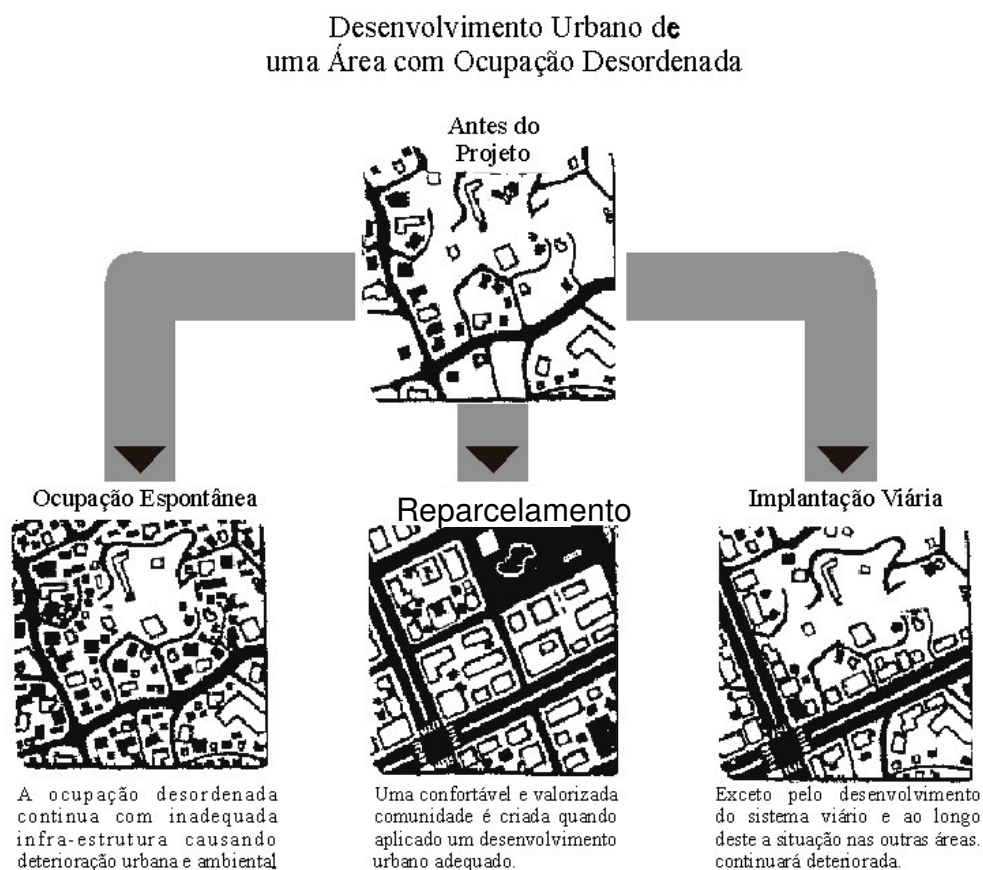 Desenvolvimento Urbano de
uma Área com Ocupação Desordenada
Antes do
Projeto
Ocupação Espontânea
A ocupação desordenada
continua com inadequada
infra-estrutura causando
deterioração urbana e ambiental
Reparcelamento
Uma confortável e valorizada
comunidade é criada quando
aplicado um desenvolvimento
urbano adequado.
Implantação Viária
Exceto pelo desenvolvimento
do sistema viário e ao longo
deste a situação nas outras áreas.
continuará deteriorada.